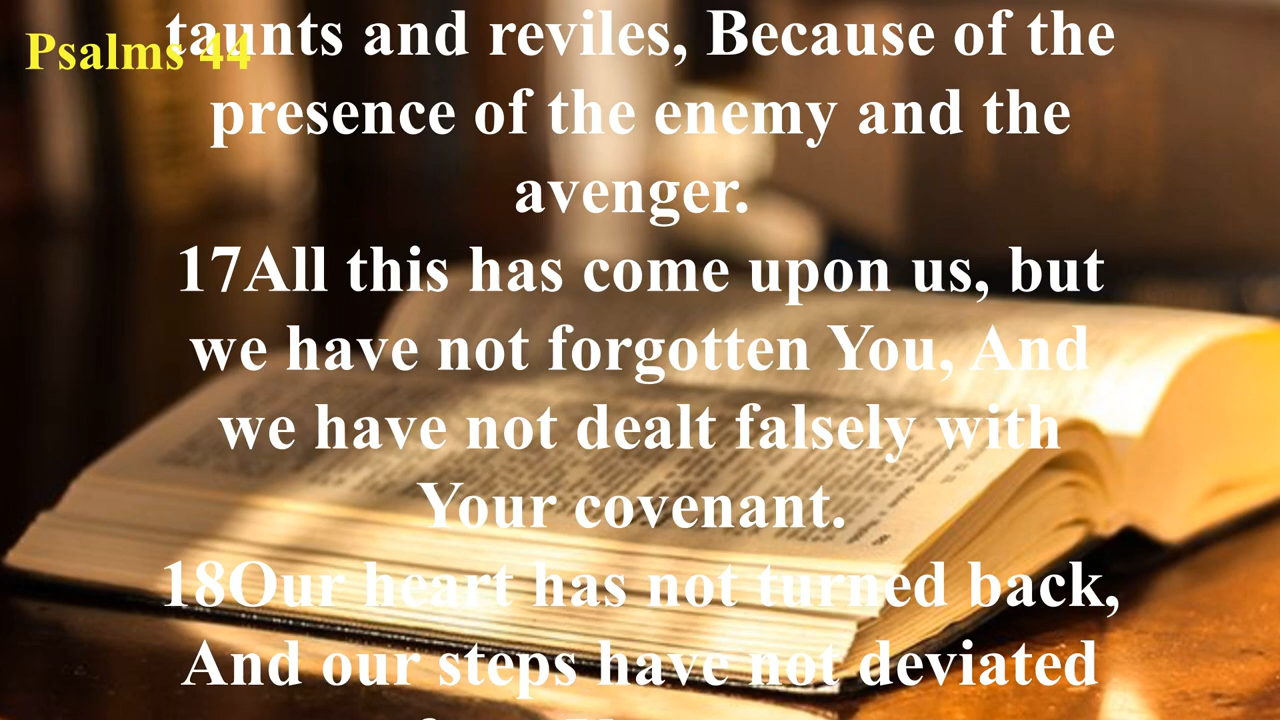 Psalms 44
taunts and reviles, Because of the
presence of the enemy and the
avenger.
17All this has come upon us, but
we have not forgotten You, And
we have not dealt falsely with
Your covenant.
18Our heart has not turned back,
And our steps have not deviated